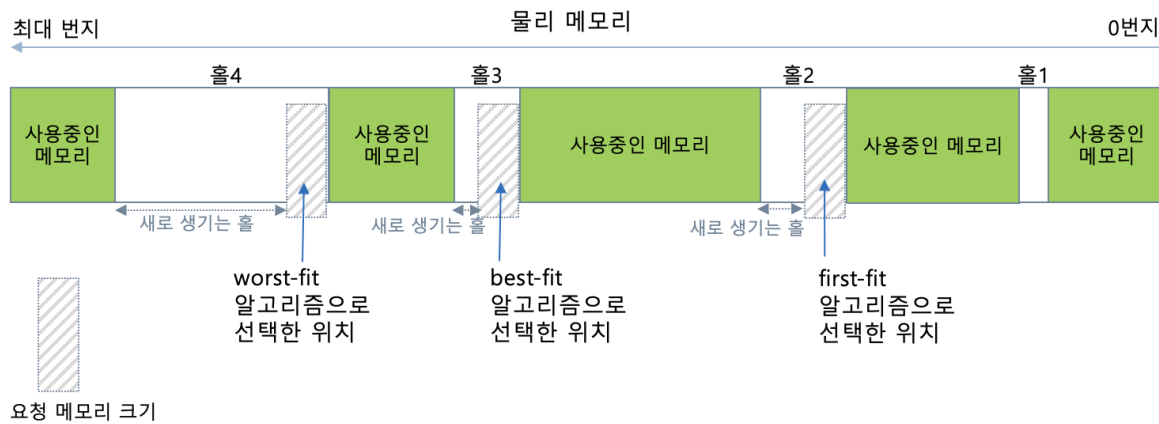 물리 메모리
최대 번지
0번지
홀4
홀3
홀2
홀1
사용중인
메모리
사용중인
메모리
사용중인 메모리
사용중인 메모리
사용중인
메모리
새로 생기는 홀
새로 생기는 홀
새로 생기는 홀
worst-fit
알고리즘으로
선택한 위치
best-fit
알고리즘으로
선택한 위치
first-fit
알고리즘으로
선택한 위치
요청 메모리 크기